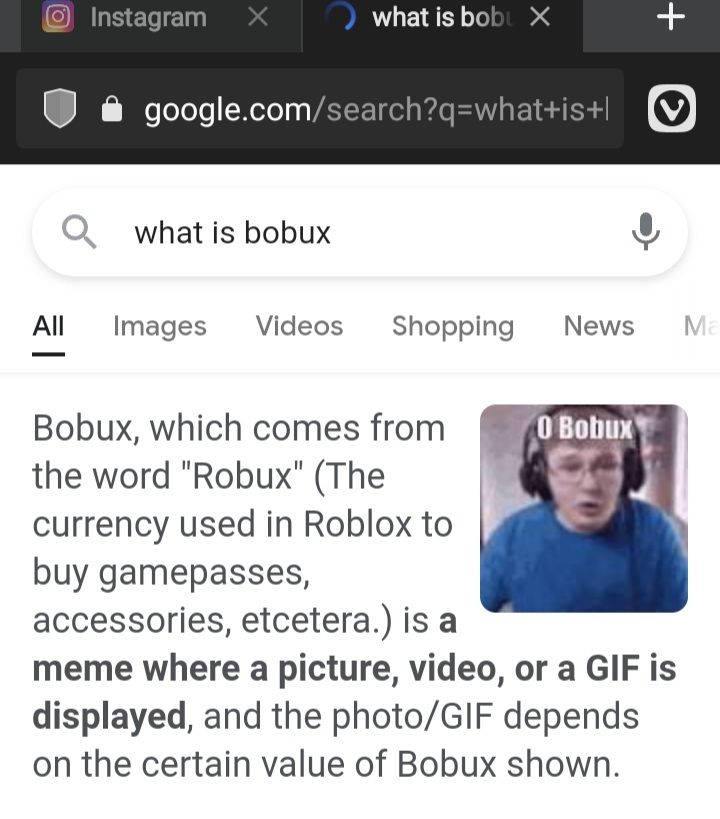 Instagram
what is bobu
google.com/search?q=what+is+
what is bobux
All Images Videos Shopping News Ma
Bobux, which comes from
0 Bobux
the word "Robux" (The
currency used in Roblox to
buy gamepasses,
accessories, etcetera.) is a
meme where a picture, video, or a GIF is
displayed, and the photo/GIF depends
on the certain value of Bobux shown.